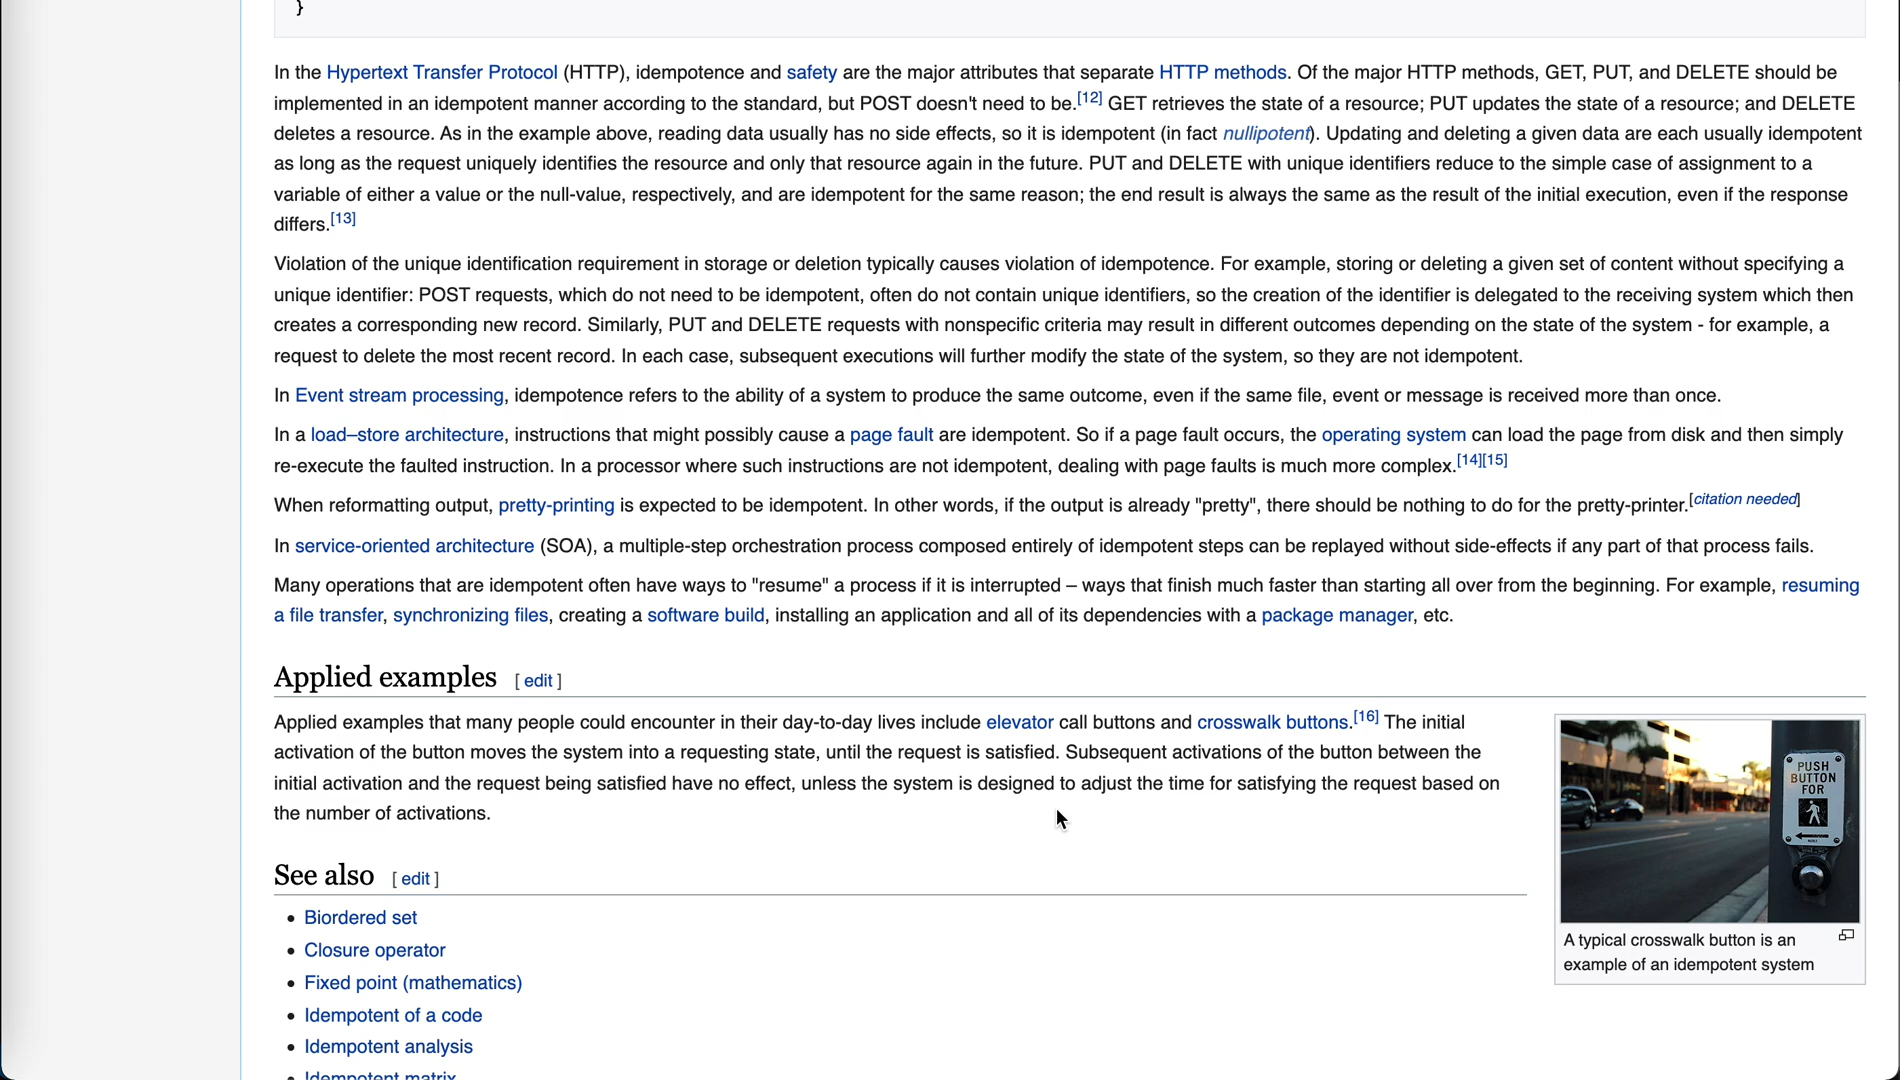 }
In the Hypertext Transfer Protocol (HTTP), idempotence and safety are the major attributes that separate HTTP methods. Of the major HTTP methods, GET, PUT, and DELETE should be
implemented in an idempotent manner according to the standard, but POST doesn't need to be.[12] GET retrieves the state of a resource; PUT updates the state of a resource; and DELETE
deletes a resource. As in the example above, reading data usually has no side effects, so it is idempotent (in fact nullipotent). Updating and deleting a given data are each usually idempotent
as long as the request uniquely identifies the resource and only that resource again in the future. PUT and DELETE with unique identifiers reduce to the simple case of assignment to a
variable of either a value or the null-value, respectively, and are idempotent for the same reason; the end result is always the same as the result of the initial execution, even if the response
differs.[13]
Violation of the unique identification requirement in storage or deletion typically causes violation of idempotence. For example, storing or deleting a given set of content without specifying a
unique identifier: POST requests, which do not need to be idempotent, often do not contain unique identifiers, so the creation of the identifier is delegated to the receiving system which then
creates a corresponding new record. Similarly, PUT and DELETE requests with nonspecific criteria may result in different outcomes depending on the state of the system - for example, a
request to delete the most recent record. In each case, subsequent executions will further modify the state of the system, so they are not idempotent.
In Event stream processing, idempotence refers to the ability of a system to produce the same outcome, even if the same file, event or message is received more than once.
In a load–store architecture, instructions that might possibly cause a page fault are idempotent. So if a page fault occurs, the operating system can load the page from disk and then simply
re-execute the faulted instruction. In a processor where such instructions are not idempotent, dealing with page faults is much more complex.[14][15]
When reformatting output, pretty-printing is expected to be idempotent. In other words, if the output is already "pretty", there should be nothing to do for the pretty-printer.[citation needed]
In service-oriented architecture (SOA), a multiple-step orchestration process composed entirely of idempotent steps can be replayed without side-effects if any part of that process fails.
Many operations that are idempotent often have ways to "resume" a process if it is interrupted – ways that finish much faster than starting all over from the beginning. For example, resuming
a file transfer, synchronizing files, creating a software build, installing an application and all of its dependencies with a package manager, etc.
Applied examples [ edit ]
Applied examples that many people could encounter in their day-to-day lives include elevator call buttons and crosswalk buttons.[16] The initial
activation of the button moves the system into a requesting state, until the request is satisfied. Subsequent activations of the button between the
initial activation and the request being satisfied have no effect, unless the system is designed to adjust the time for satisfying the request based on
the number of activations.
PUSH
BUTTON
FOR
A typical crosswalk button is an
example of an idempotent system
See also [ edit ]
• Biordered set
• Closure operator
• Fixed point (mathematics)
• Idempotent of a code
• Idempotent analysis
• Idempotent matrix